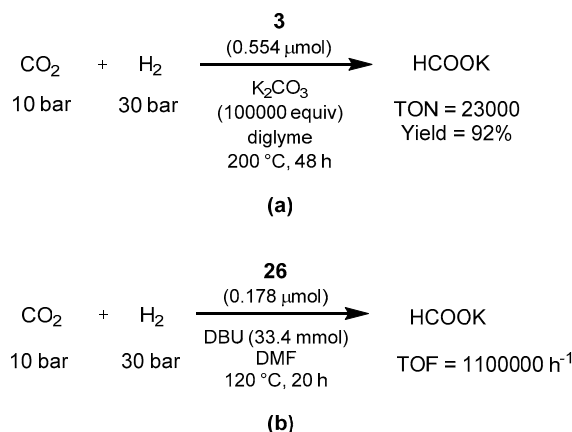 3
(0.554 μmol)
CO2 + H2 HCOOK
10 bar 30 bar
K2CO3
(100000 equiv)
diglyme
200 °C, 48 h
TON = 23000
Yield = 92%
(a)
26
(0.178 μmol)
CO2 + H2 HCOOK
10 bar 30 bar
DBU (33.4 mmol)
DMF
120 °C, 20 h
TOF = 1100000 h-1
(b)